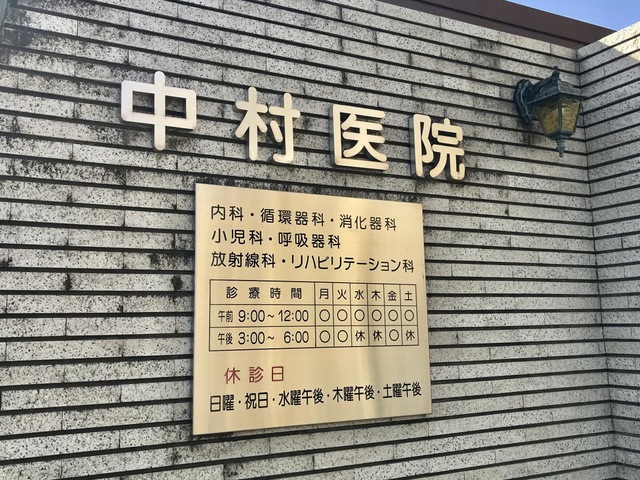 中村医院
内科・循環器科・消化器科
小児科・呼吸器科
放射線科・リハビリテーション科
診療時間 月 火 水 木 金 土
午前 9:00～12:00 ○ ○ ○ ○ ○ ○
午後 3:00～ 6:00 ○ ○ 休 休 ○ 休
休診日
日曜・祝日・水曜午後・木曜午後・土曜午後